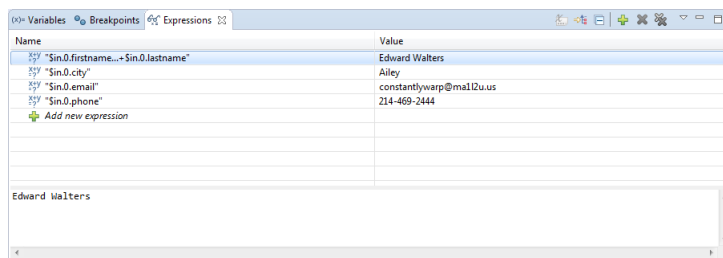 (x)= Variables Breakpoints Expressions
Name Value
"$in.0.firstname...+$in.0.lastname" Edward Walters
"$in.0.city" Ailey
"$in.0.email" constantlywarp@ma1l2u.us
"$in.0.phone" 214-469-2444
Add new expression
Edward Walters